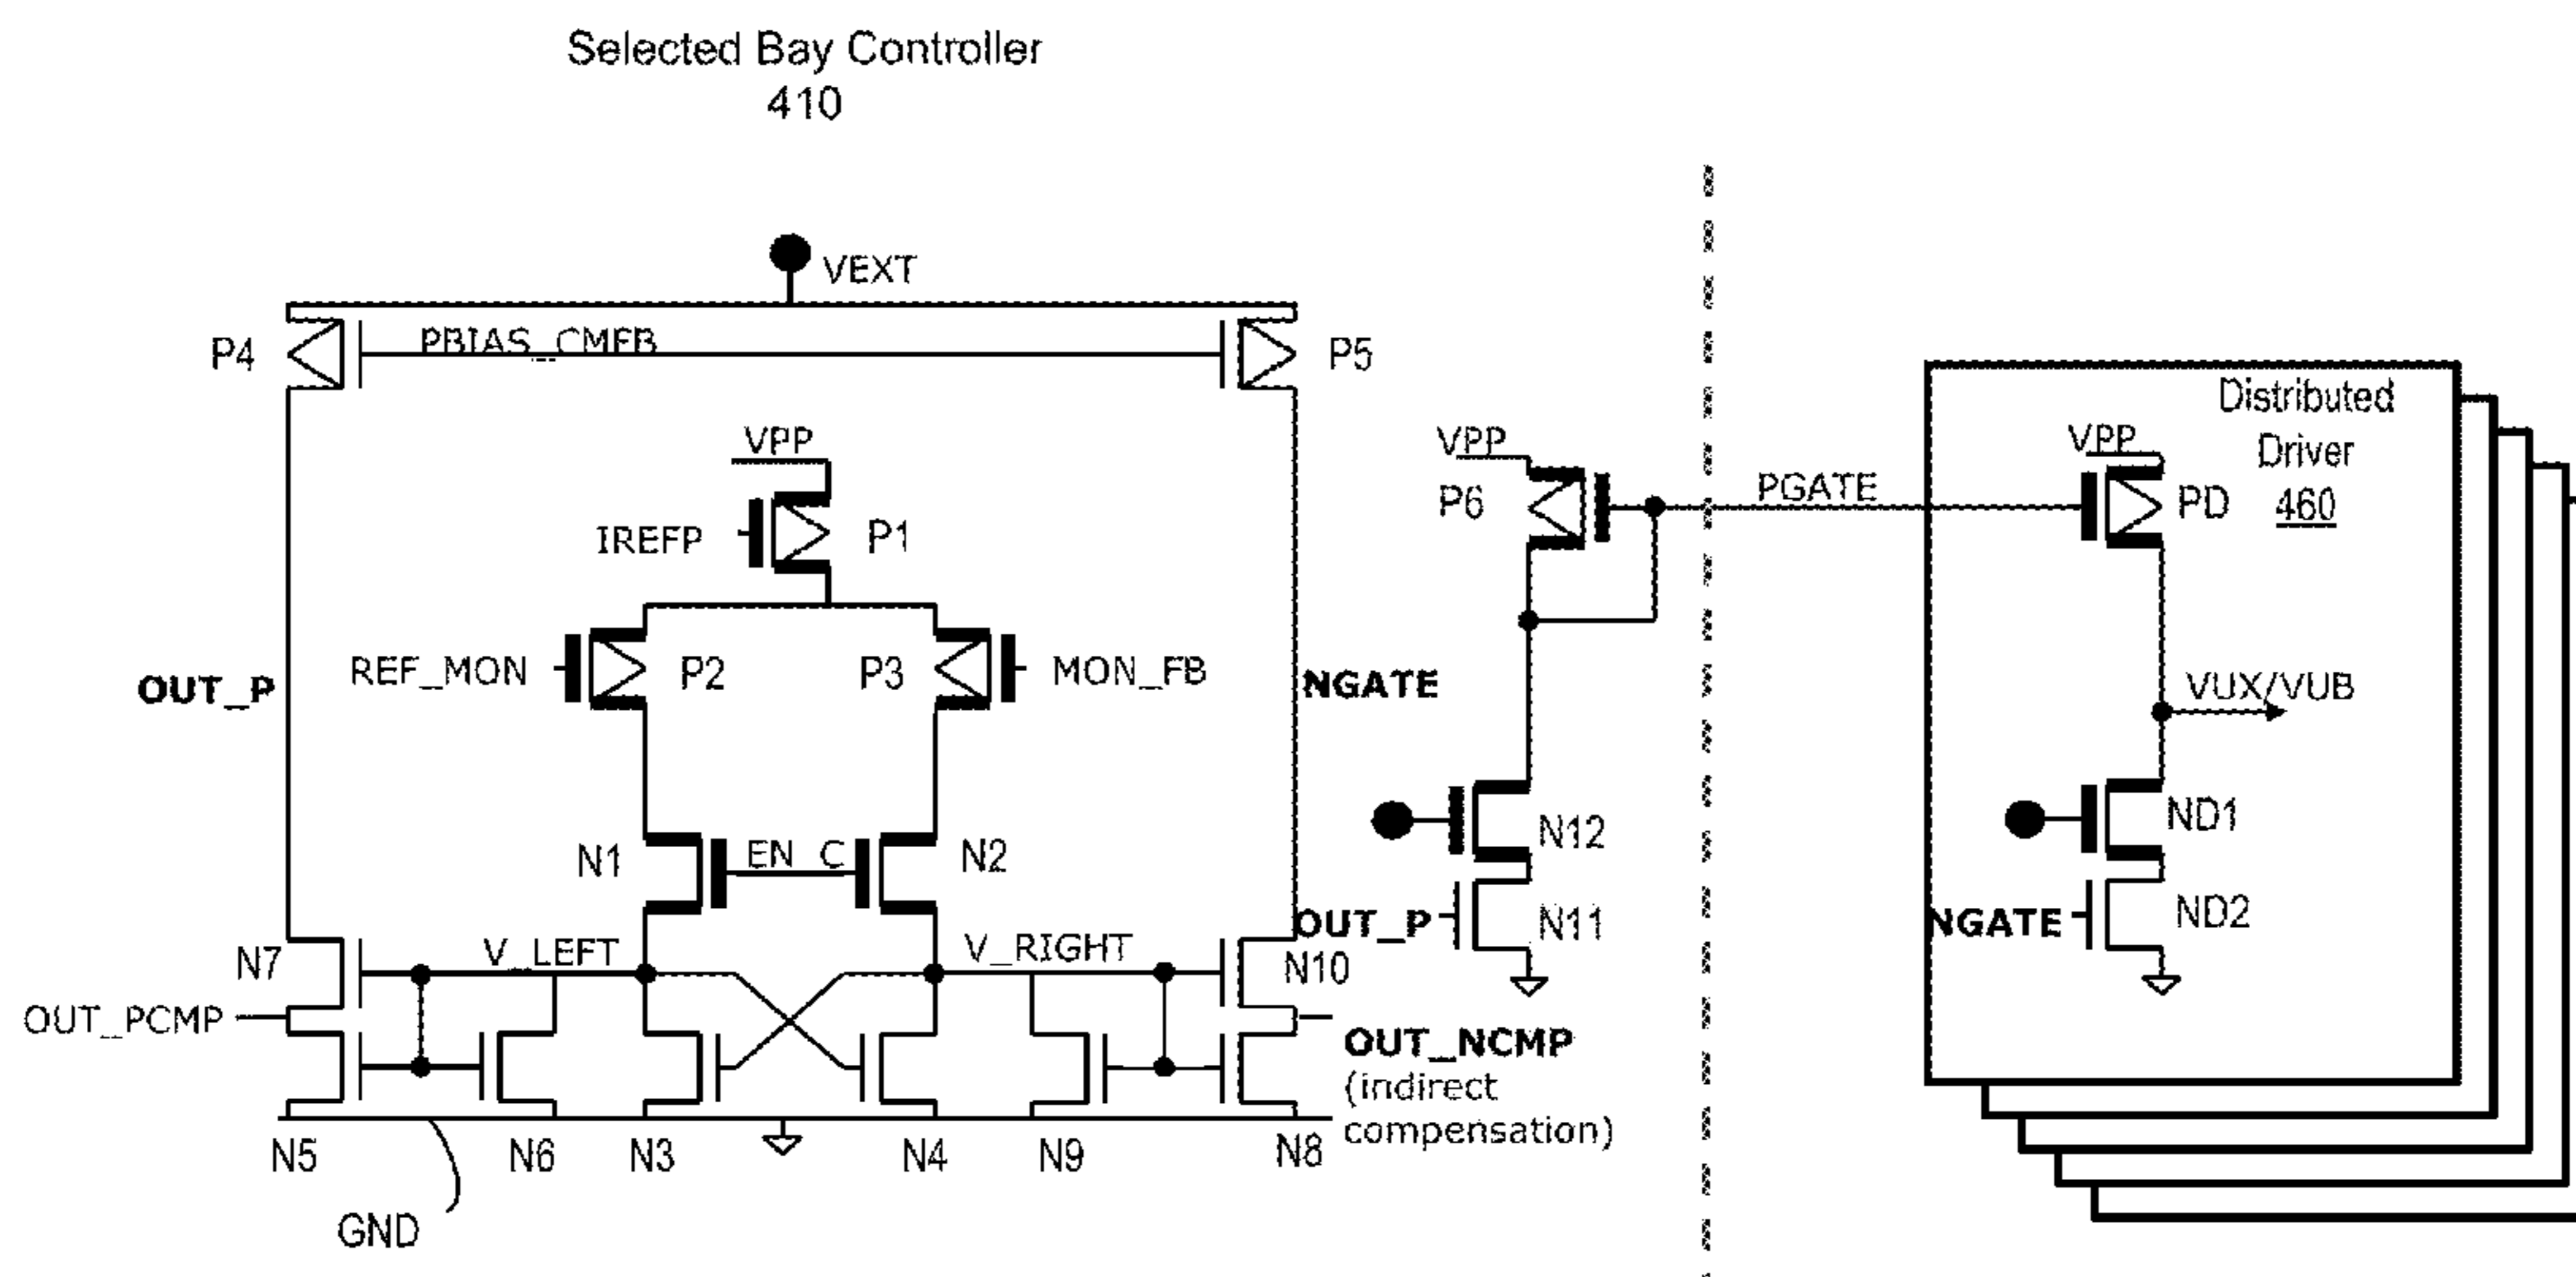 Selected Bay Controller
410
VEXT
P4
PBIAS_CMFB
P5
VPP
IREFP
P1
REF_MON
P2
P3
MON_FB
OUT_P
NGATE
N1
EN_C
N2
N7
V_LEFT
V_RIGHT
N10
OUT_PCMP
OUT_NCMP
(indirect
compensation)
N5
N6
N3
N4
N9
N8
GND
VPP
P6
PGATE
N12
OUT_P
N11
Distributed
Driver
460
VPP
PD
VUX/VUB
ND1
NGATE
ND2